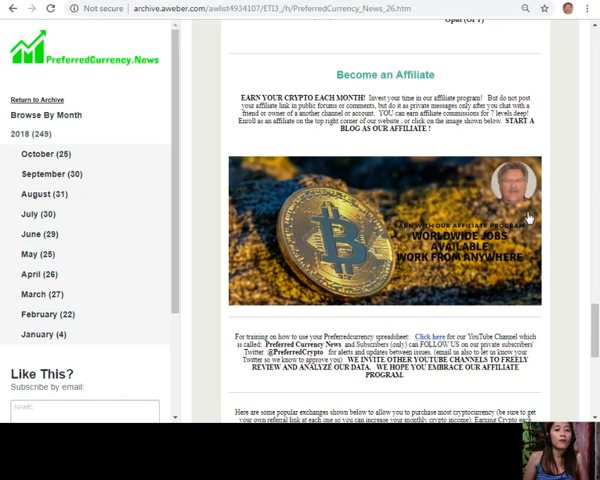 Not secure | archive.aweber.com/awlist4934107/ETI3_/h/PreferredCurrency_News_26.htm
PreferredCurrency.News
Return to Archive
Browse By Month
2018 (249)
October (25)
September (30)
August (31)
July (30)
June (29)
May (25)
April (26)
March (27)
February (22)
January (4)
Like This?
Subscribe by email:
NAME:
Become an Affiliate
EARN YOUR CRYPTO EACH MONTH! Invest your time in our affiliate program! But do not post
your affiliate link in public forums or comments, but do it as private messages only after you chat with a
friend or owner of a another channel or account. YOU can earn affiliate commissions for 7 levels deep!
Enroll as an affiliate on the top right corner of our website , or click on the image shown below. START A
BLOG AS OUR AFFILIATE !
EARN WITH OUR AFFILIATE PROGRAM
WORLDWIDE JOBS
AVAILABLE
WORK FROM ANYWHERE
For training on how to use your Preferredcurrency spreadsheet: Click here for our YouTube Channel which
is called: Preferred Currency News and Subscribers (only) can FOLLOW US on our private subscribers'
Twitter @PreferredCrypto for alerts and updates between issues. (email us also to let us know your
Twitter so we know to approve you) WE INVITE OTHER YOUTUBE CHANNELS TO FREELY
REVIEW AND ANALYZE OUR DATA. WE HOPE YOU EMBRACE OUR AFFILIATE
PROGRAM.
Here are some popular exchanges shown below to allow you to purchase most cryptocurrency (be sure to get
your own referral link at each one so you can increase your monthly crypto income). Earning Crypto each